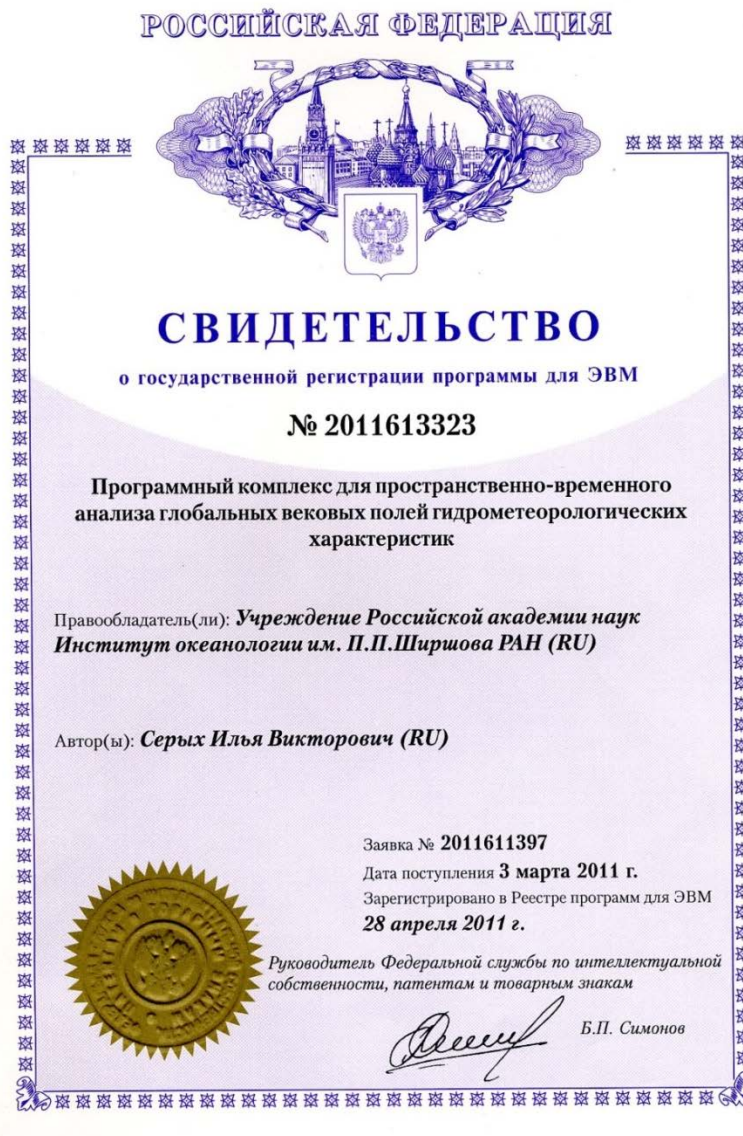 РОССИЙСКАЯ ФЕДЕРАЦИЯ
СВИДЕТЕЛЬСТВО
о государственной регистрации программы для ЭВМ
№ 2011613323
Программный комплекс для пространственно-временного
анализа глобальных вековых полей гидрометеорологических
характеристик
Правообладатель(ли): Учреждение Российской академии наук
Институт океанологии им. П.П.Ширшова РАН (RU)
Автор(ы): Серых Илья Викторович (RU)
Заявка № 2011611397
Дата поступления 3 марта 2011 г.
Зарегистрировано в Реестре программ для ЭВМ
28 апреля 2011 г.
Руководитель Федеральной службы по интеллектуальной
собственности, патентам и товарным знакам
Б.П. Симонов